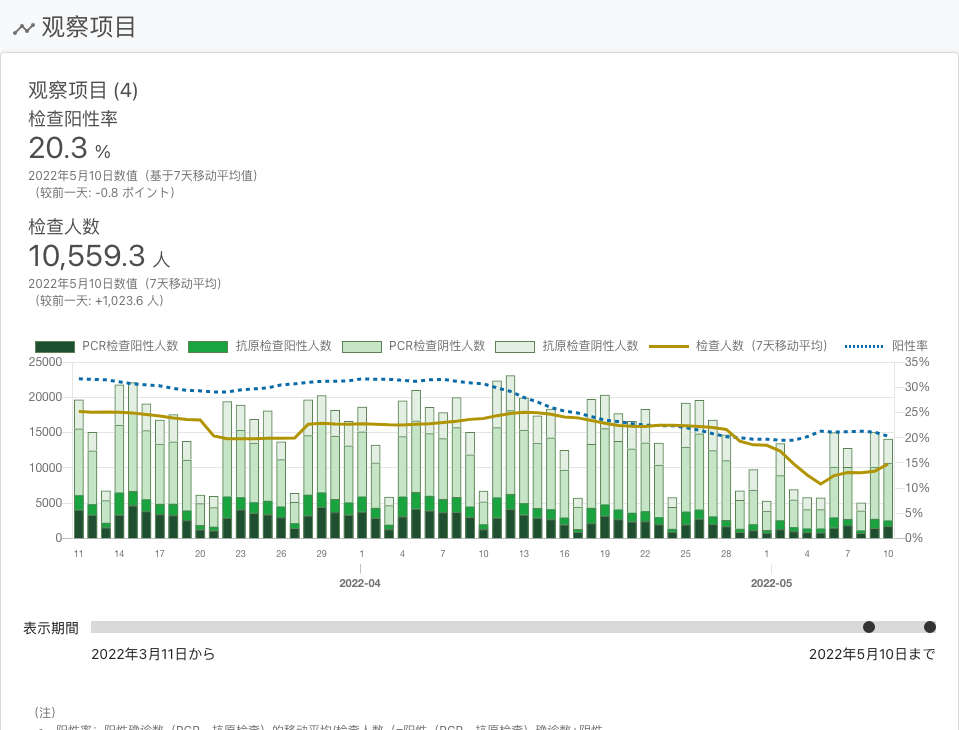 观察项目
观察项目 (4)
检查阳性率
20.3 %
2022年5月10日数值（基于7天移动平均值）
（较前一天: -0.8 ポイント）
检查人数
10,559.3 人
2022年5月10日数值（7天移动平均）
（较前一天: +1,023.6 人）
PCR检查阳性人数 抗原检查阳性人数 PCR检查阴性人数 抗原检查阴性人数 检查人数（7天移动平均） 阳性率
25000 35%
30%
20000
25%
15000
20%
10000 15%
10%
5000
5%
0 0%
11 14 17 20 23 26 29 1 4 7 10 13 16 19 22 25 28 1 4 7 10
2022-04 2022-05
表示期間
2022年3月11日から 2022年5月10日まで
（注）